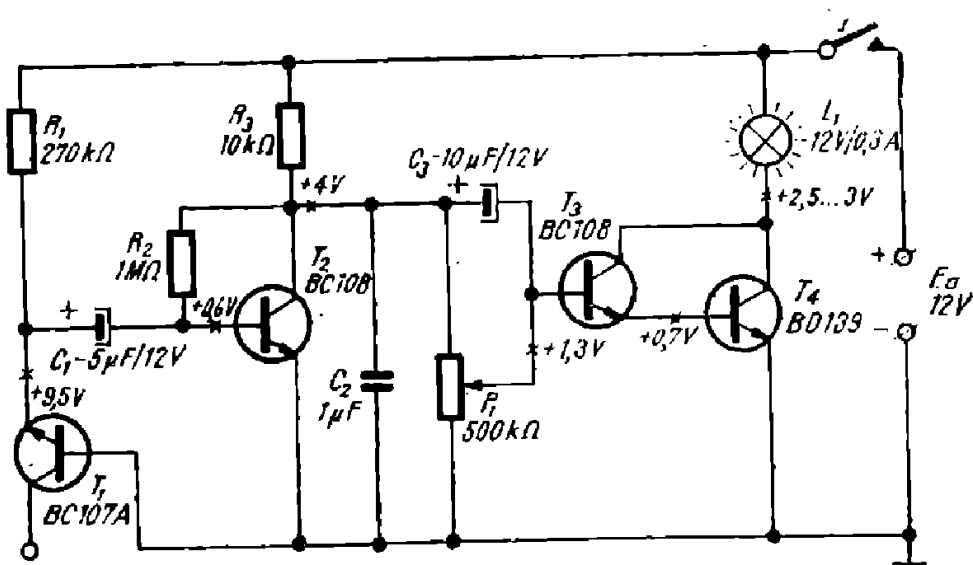 R₁
270kΩ
R₃
10kΩ
+4V
C₃-10µF/12V
+
L₁
12V/0,3A
+2,5...3V
R₂
1MΩ
T₂
BC108
T₃
BC108
+
+0,6V
C₁-5µF/12V
+
Ea
12V
−
T₄
BD139
+0,7V
+1,3V
C₂
1µF
P₁
500kΩ
+9,5V
T₁
BC107A